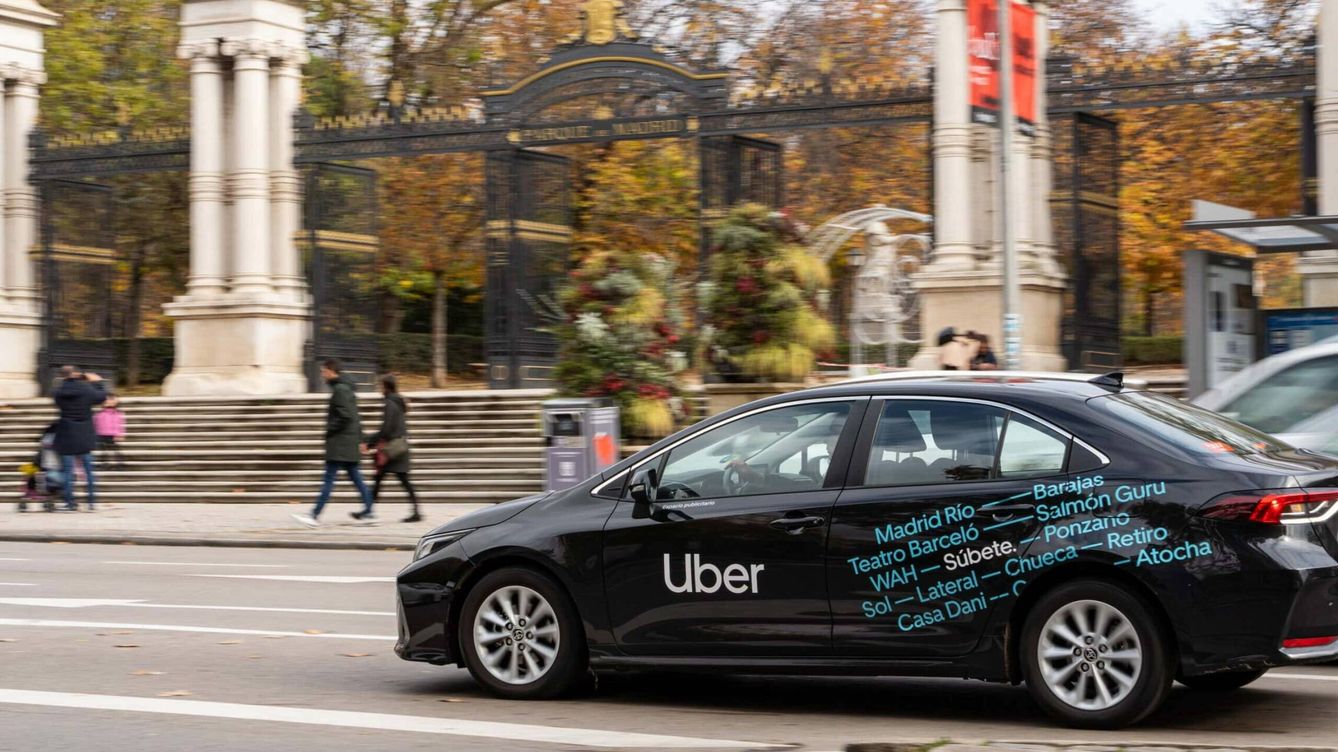 PARQUE DE MADRID
Espacio publicitario
Uber
Madrid Río — Barajas
Teatro Barceló — Salmón Guru
WAH — Súbete. — Ponzano
Sol — Lateral — Chueca — Retiro
Casa Dani — — Atocha